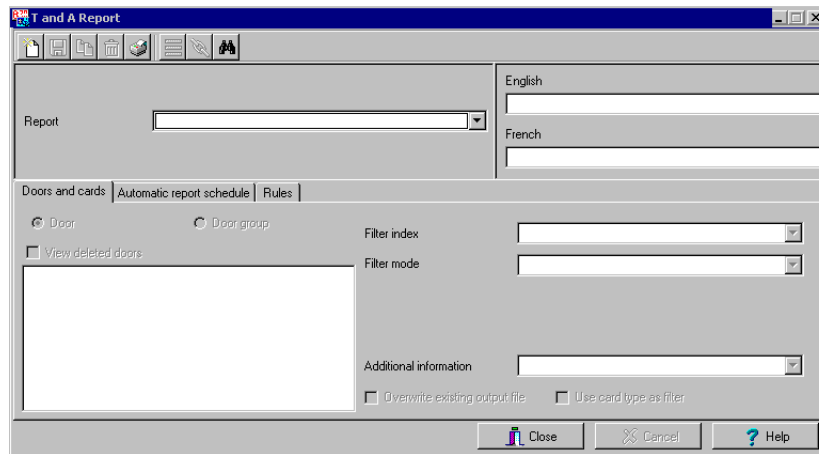 T and A Report
English
Report
French
Doors and cards Automatic report schedule Rules
Door Door group
View deleted doors
Filter index
Filter mode
Additional information
Overwrite existing output file Use card type as filter
Close Cancel Help